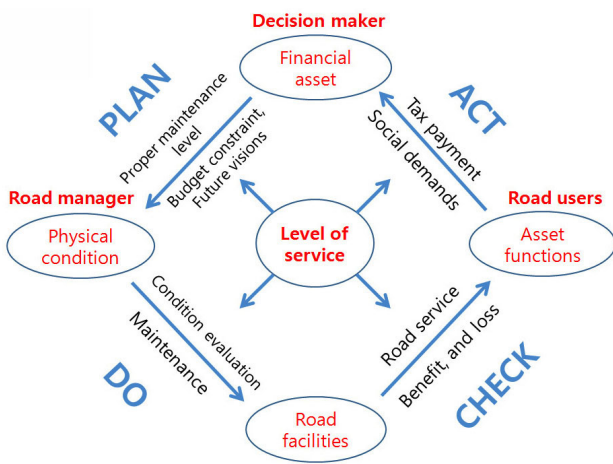 Decision maker
Financial
asset
PLAN
ACT
Proper maintenance
level
Budget constraint,
Future visions
Tax payment
Social demands
Road manager
Physical
condition
Level of
service
Road users
Asset
functions
Condition evaluation
Maintenance
Road service
Benefit, and loss
DO
CHECK
Road
facilities